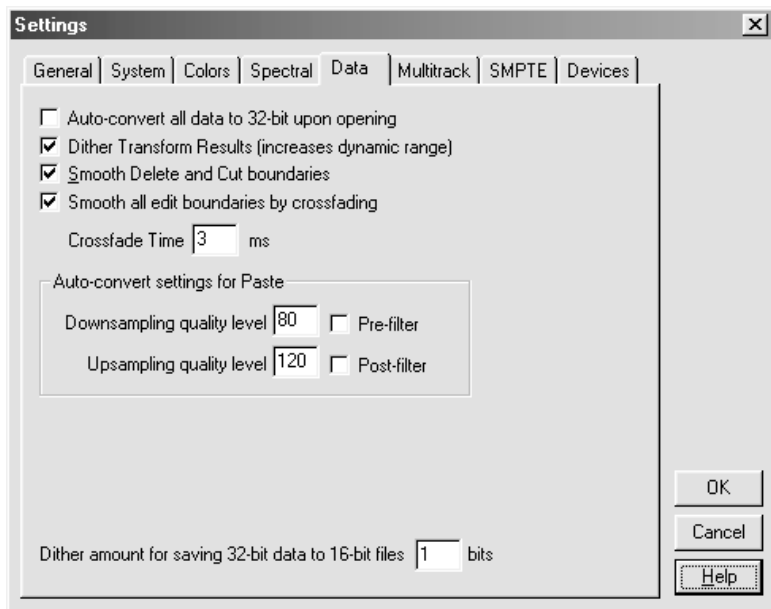 Settings
General System Colors Spectral Data Multitrack SMPTE Devices
Auto-convert all data to 32-bit upon opening
Dither Transform Results (increases dynamic range)
Smooth Delete and Cut boundaries
Smooth all edit boundaries by crossfading
Crossfade Time 3 ms
Auto-convert settings for Paste
Downsampling quality level 80 Pre-filter
Upsampling quality level 120 Post-filter
OK
Cancel
Dither amount for saving 32-bit data to 16-bit files 1 bits
Help